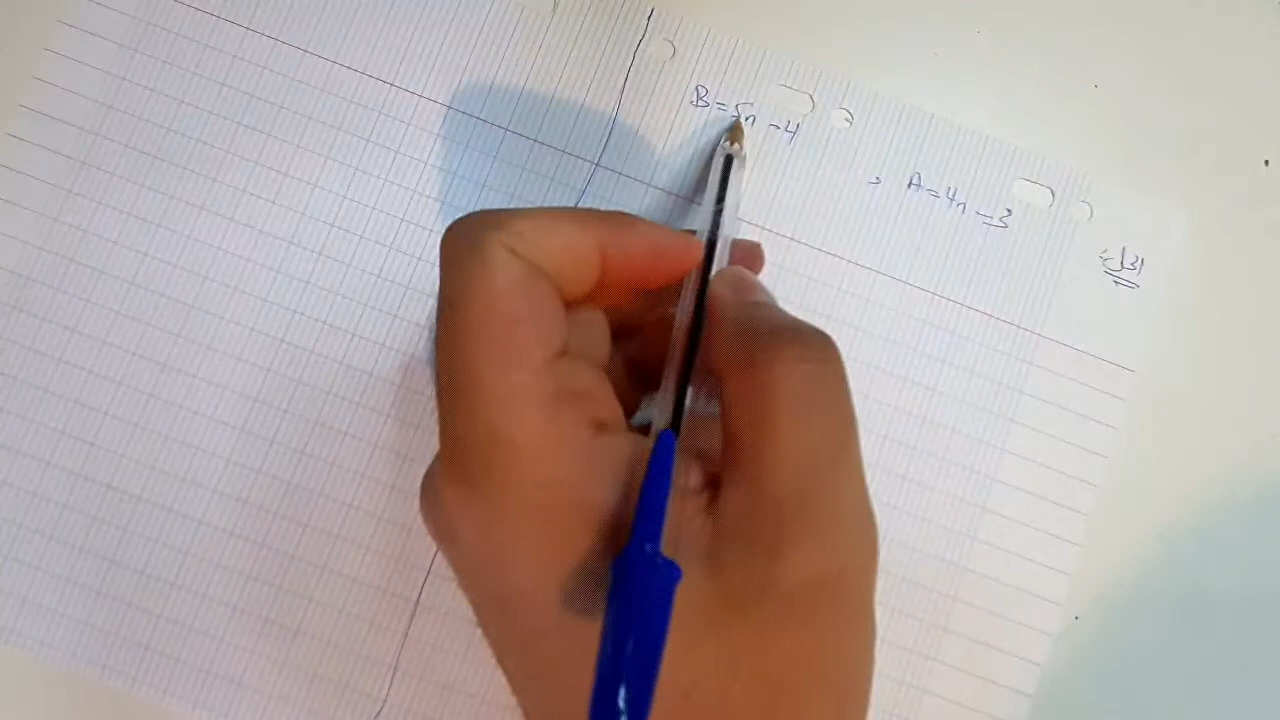 الحل:
A = 4n - 3 , B = 5n - 4